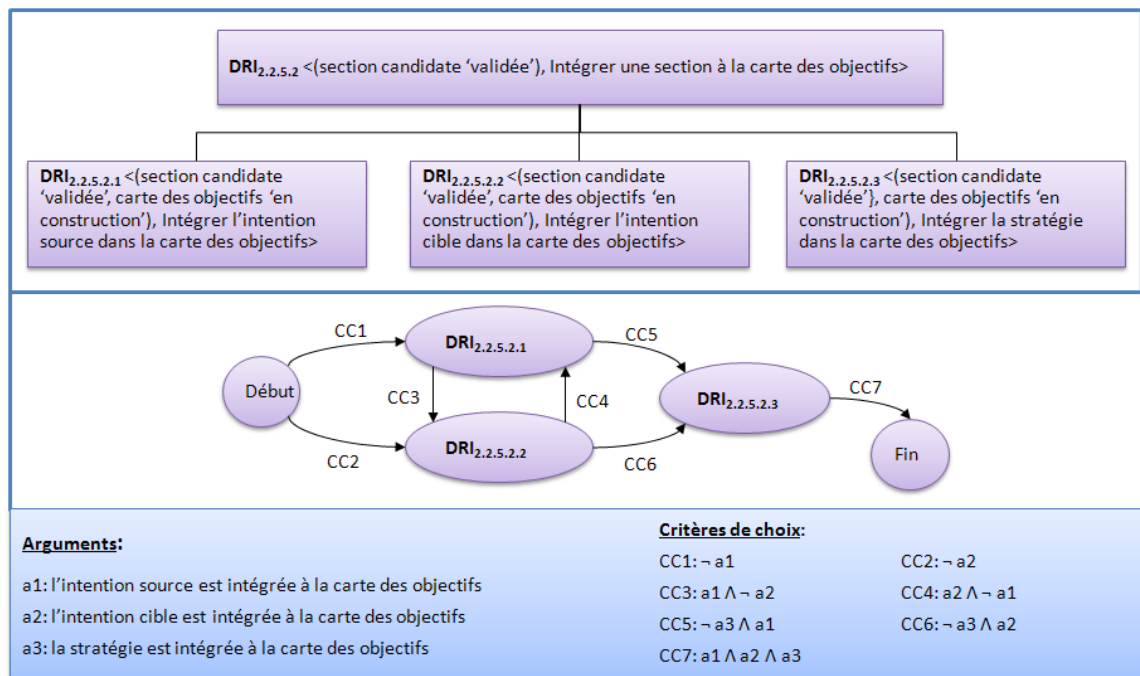 DRI2.2.5.2 <(section candidate ‘validée’), Intégrer une section à la carte des objectifs>
DRI2.2.5.2.1 <(section candidate
‘validée’, carte des objectifs ‘en
construction’), Intégrer l’intention
source dans la carte des objectifs>
DRI2.2.5.2.2 <(section candidate
‘validée’, carte des objectifs ‘en
construction’), Intégrer l’intention
cible dans la carte des objectifs>
DRI2.2.5.2.3 <(section candidate
‘validée’}, carte des objectifs ‘en
construction’), Intégrer la stratégie
dans la carte des objectifs>
CC1
DRI2.2.5.2.1
CC5
Début
CC3
CC4
DRI2.2.5.2.3
CC7
CC2
DRI2.2.5.2.2
CC6
Fin
Arguments:
a1: l’intention source est intégrée à la carte des objectifs
a2: l’intention cible est intégrée à la carte des objectifs
a3: la stratégie est intégrée à la carte des objectifs
Critères de choix:
CC1: ¬ a1
CC2: ¬ a2
CC3: a1 Λ ¬ a2
CC4: a2 Λ ¬ a1
CC5: ¬ a3 Λ a1
CC6: ¬ a3 Λ a2
CC7: a1 Λ a2 Λ a3